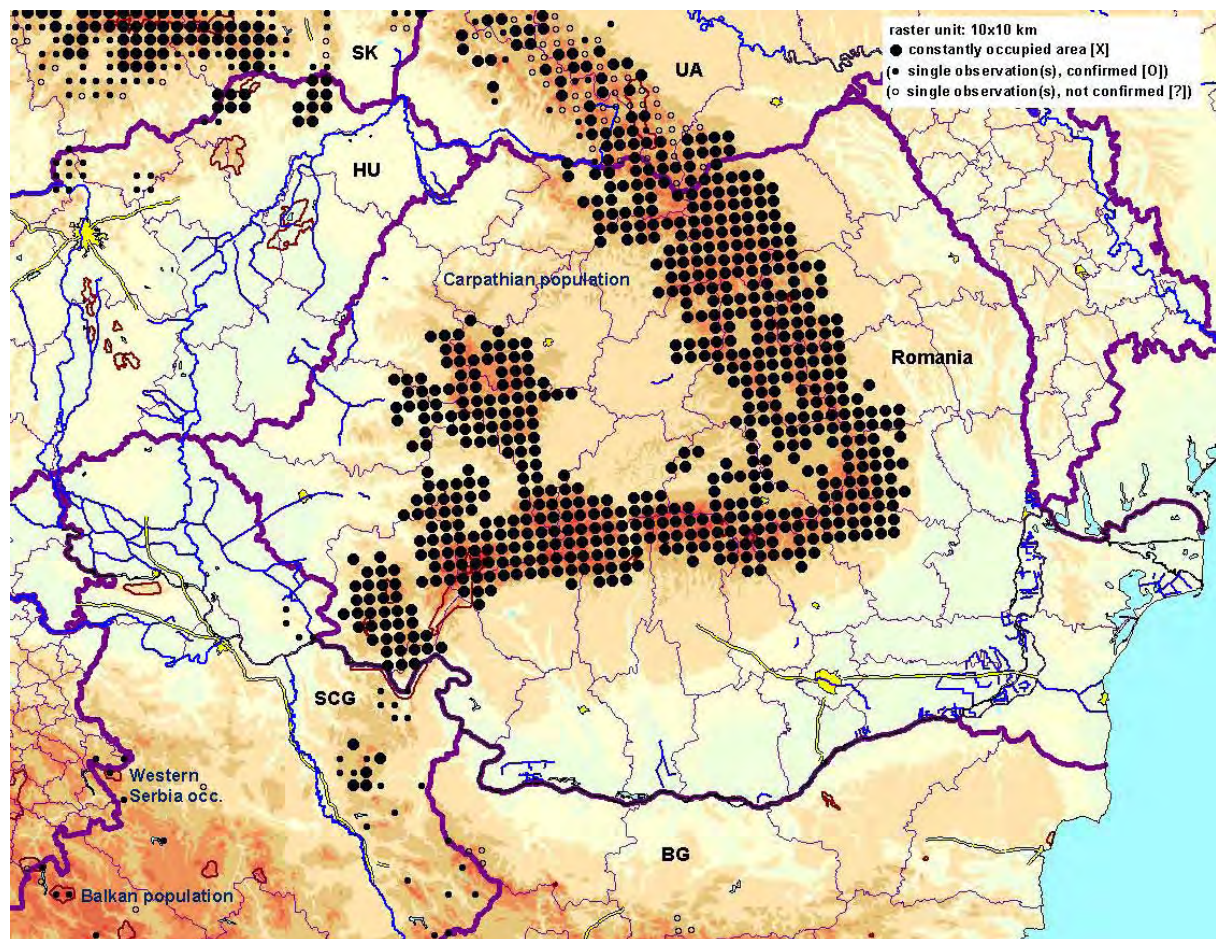 raster unit: 10x10 km
constantly occupied area [X]
( single observation(s), confirmed [O])
( single observation(s), not confirmed [?])
SK
UA
HU
Carpathian population
Romania
SCG
Western
Serbia occ.
BG
Balkan population